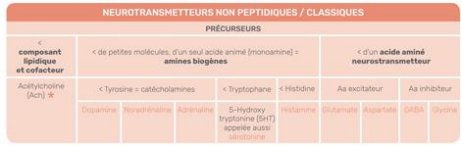 NEUROTRANSMETTEURS NON PEPTIDIQUES / CLASSIQUES
PRÉCURSEURS
<
composant
lipidique
et cofacteur
< de petites molécules, d'un seul acide animé (monoamine) =
amines biogènes
< d'un acide aminé
neurotransmetteur
Acétylcholine
(Ach) *
< Tyrosine = catécholamines
< Tryptophane
< Histidine
Aa excitateur
Aa inhibiteur
Dopamine
Noradrénaline
Adrénaline
5-Hydroxy
tryptonine (5HT)
appelée aussi
sérotonine
Histamine
Glutamate
Aspartate
GABA
Glycine